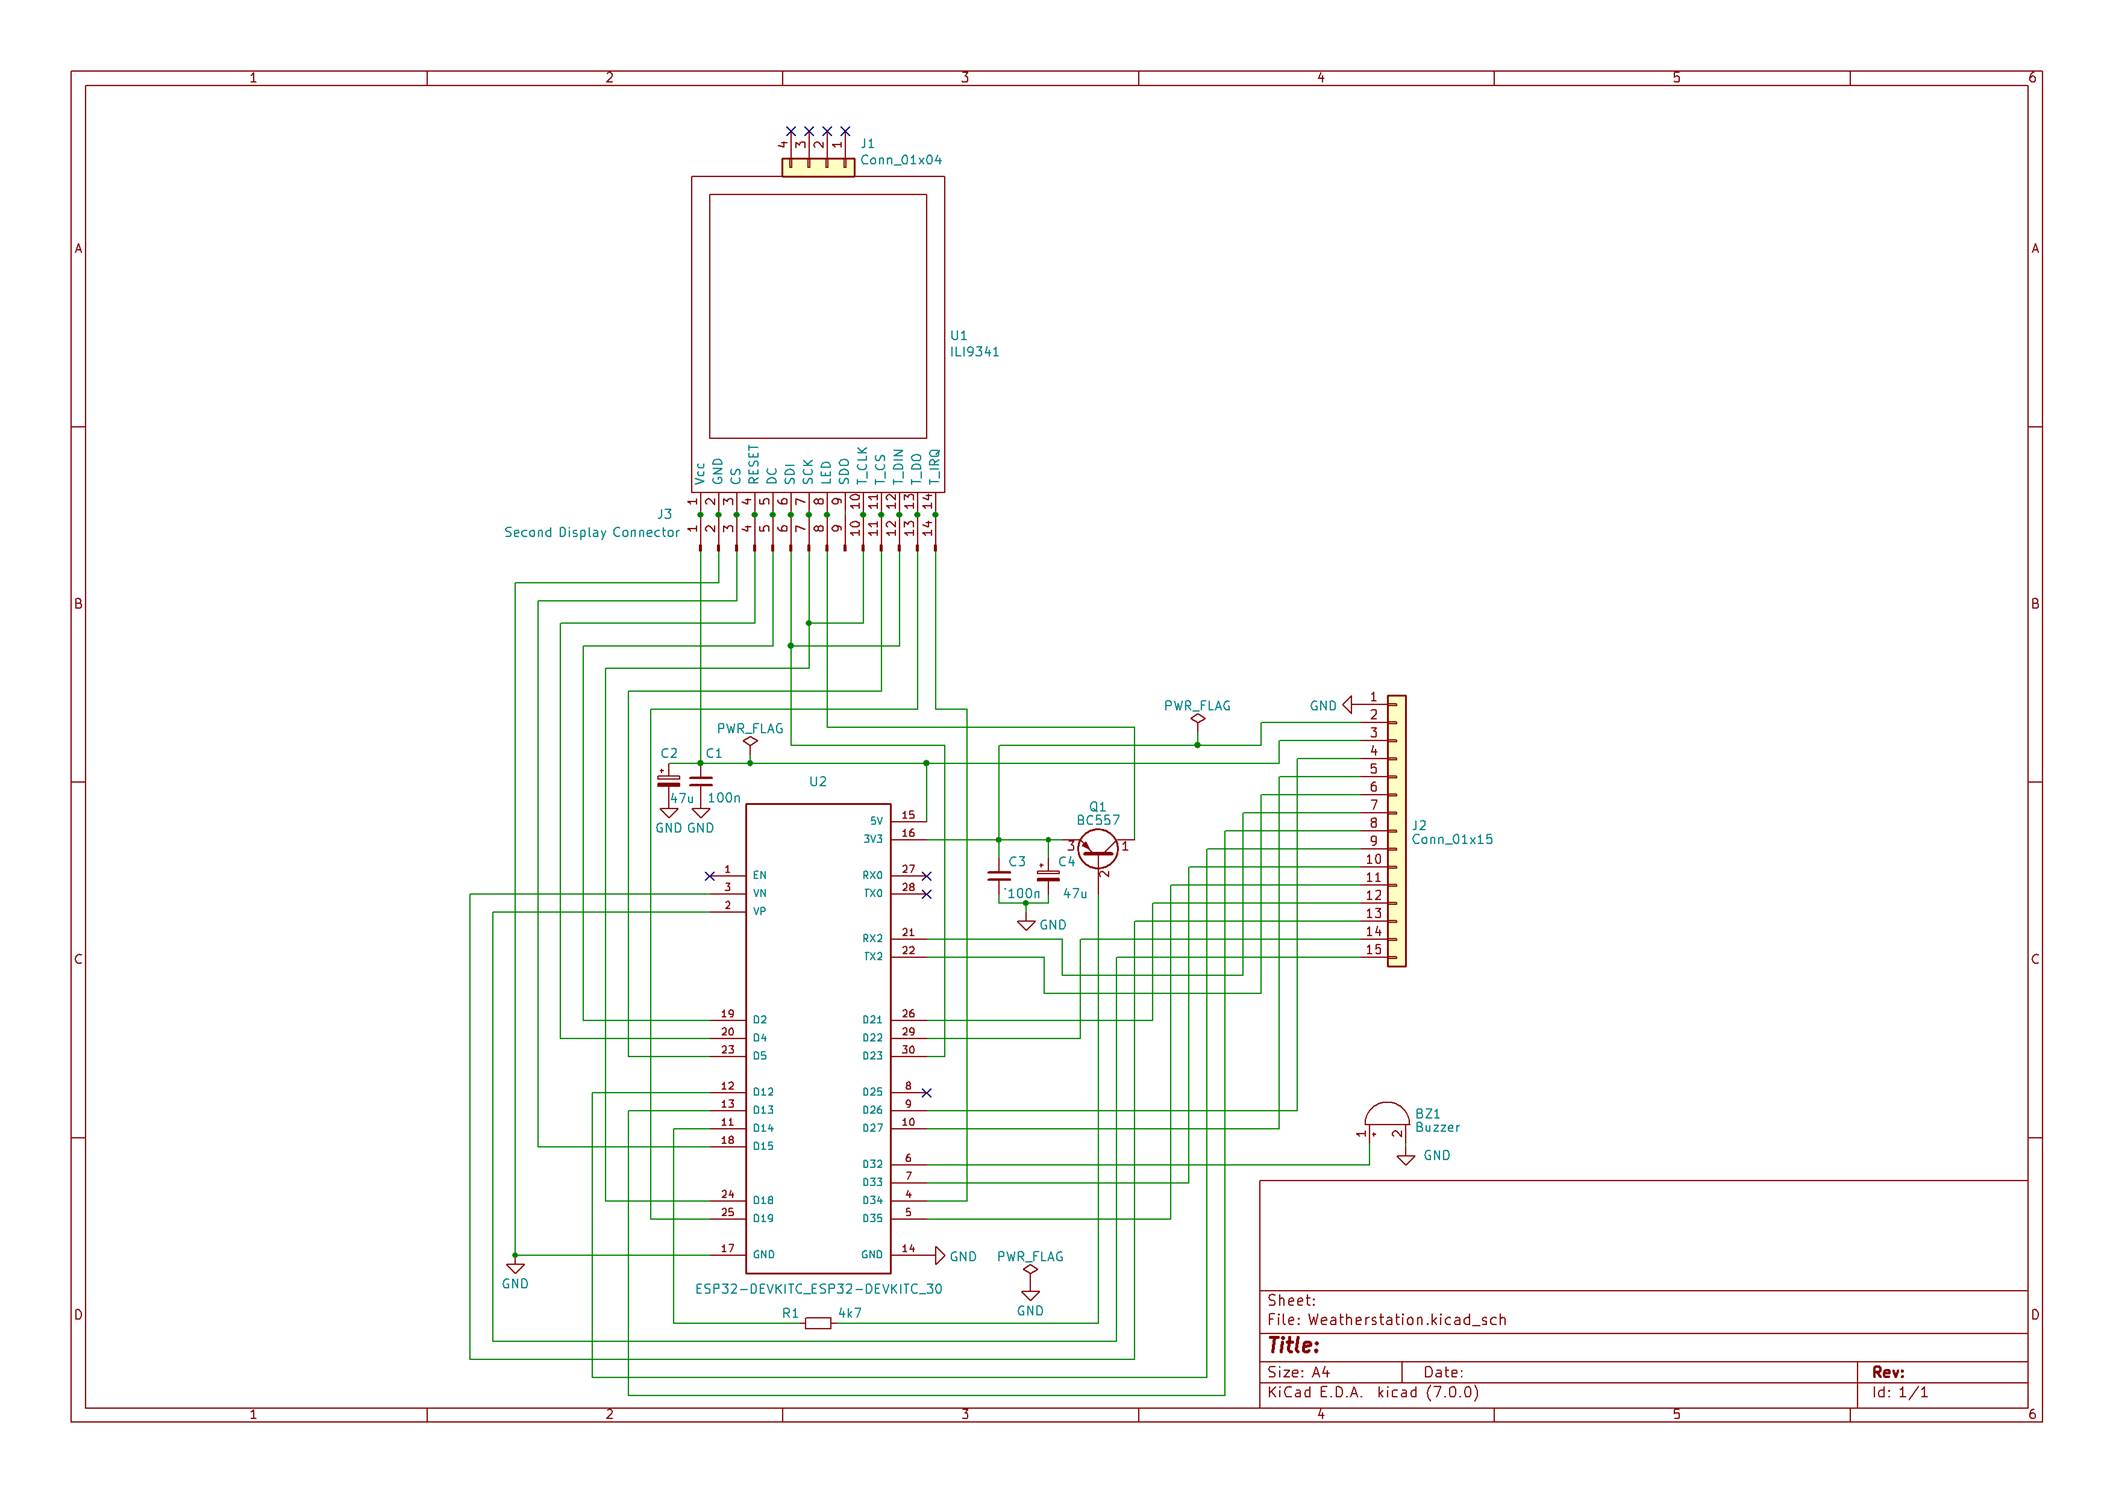 1 2 3 4 5 6
A A
4 3 2 1
J1
Conn_01x04
U1
ILI9341
Vcc GND CS RESET DC SDI SCK LED SDO T_CLK T_CS T_DIN T_DO T_IRQ
1 2 3 4 5 6 7 8 9 10 11 12 13 14
J3
Second Display Connector
1 2 3 4 5 6 7 8 9 10 11 12 13 14
B B
PWR_FLAG
PWR_FLAG
C2
+
47u
GND
C1
100n
GND
U2
15 5V
16 3V3
1 EN
3 VN
2 VP
27 RX0
28 TX0
21 RX2
22 TX2
19 D2
20 D4
23 D5
26 D21
29 D22
30 D23
12 D12
13 D13
11 D14
18 D15
8 D25
9 D26
10 D27
6 D32
7 D33
4 D34
5 D35
24 D18
25 D19
17 GND
14 GND
GND
GND
ESP32-DEVKITC_ESP32-DEVKITC_30
R1
4k7
PWR_FLAG
GND
Q1
BC557
3 1 2
C3
100n
C4
+
47u
GND
GND
1
2
3
4
5
6
7
8
9
10
11
12
13
14
15
J2
Conn_01x15
C C
BZ1
Buzzer
1 + 2
GND
D D
Sheet:
File: Weatherstation.kicad_sch
Title:
Size: A4 Date: Rev:
KiCad E.D.A. kicad (7.0.0) Id: 1/1
1 2 3 4 5 6